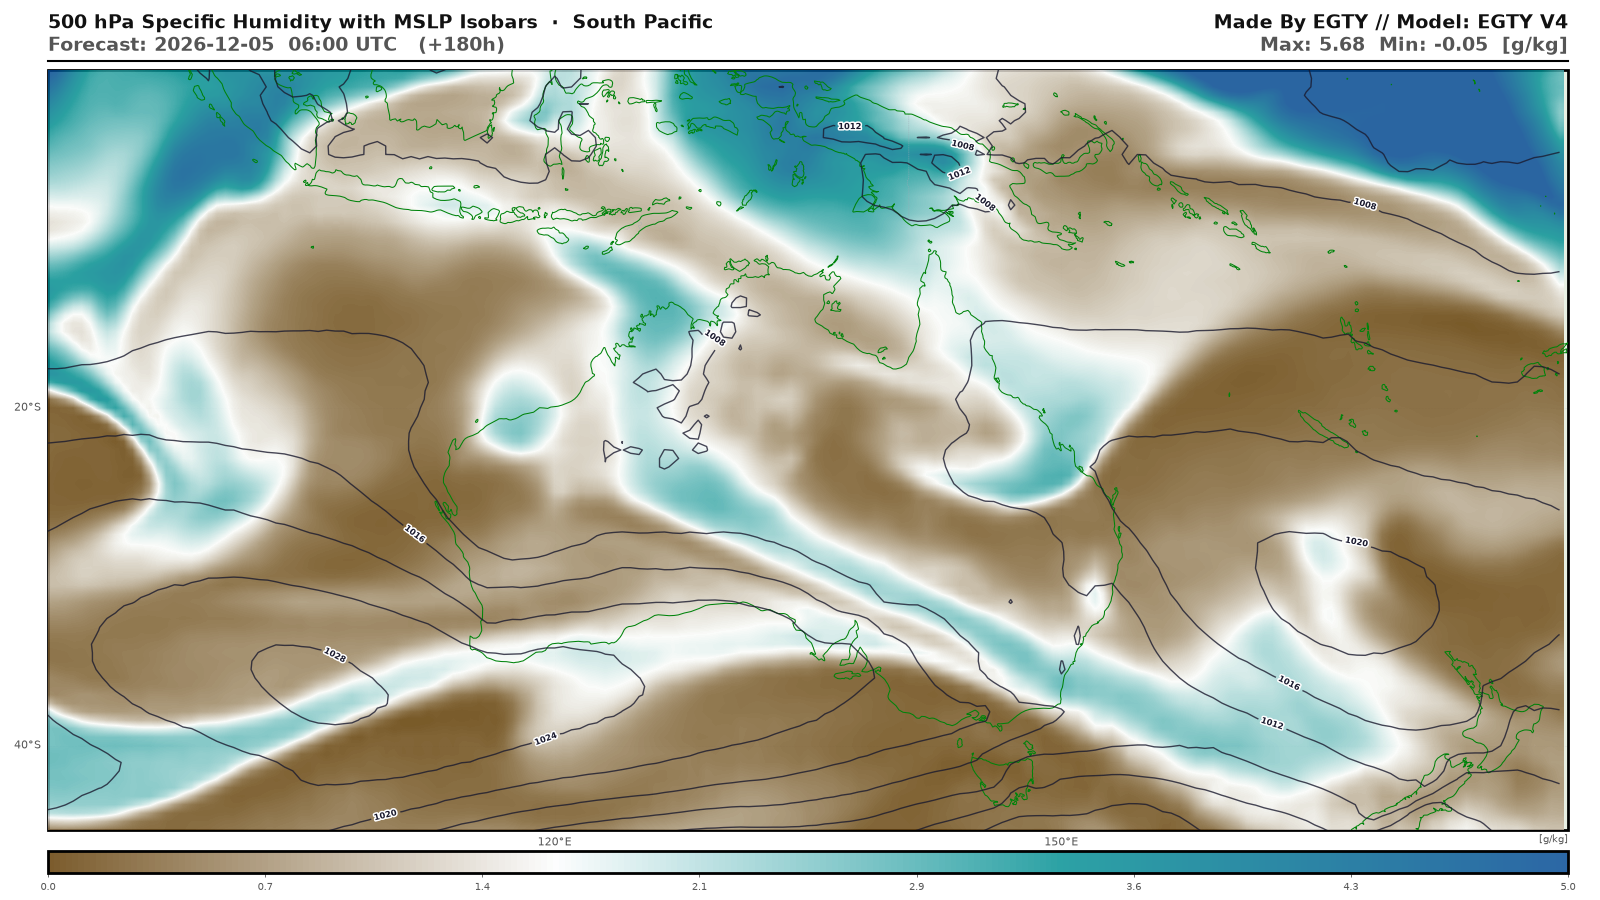 500 hPa Specific Humidity with MSLP Isobars · South Pacific
Made By EGTY // Model: EGTY V4
Forecast: 2026-12-05 06:00 UTC (+180h)
Max: 5.68 Min: -0.05 [g/kg]
1012
1008
1012
1008
1008
1008
20°S
1016
1020
1028
1016
1012
1024
40°S
1020
120°E
150°E
[g/kg]
0.0
0.7
1.4
2.1
2.9
3.6
4.3
5.0